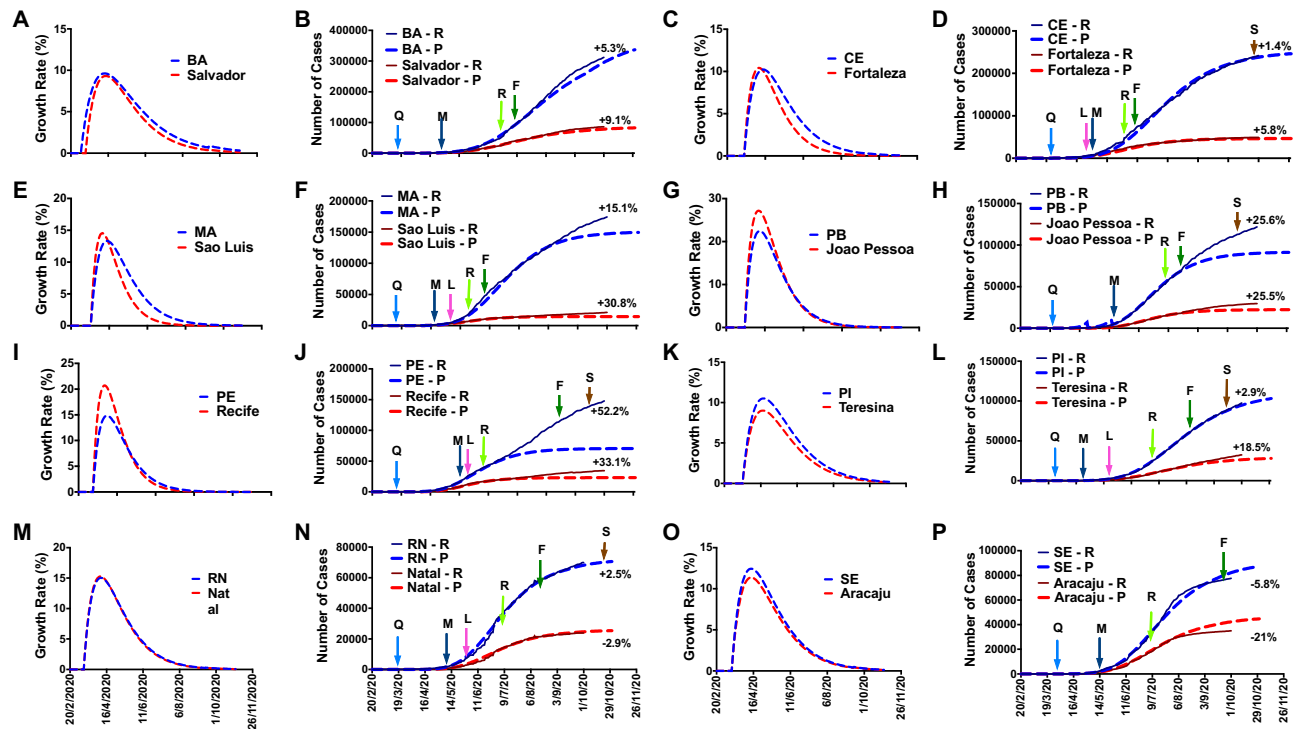 A
Growth Rate (%)
15
10
5
0
BA
Salvador
B
Number of Cases
400000
300000
200000
100000
0
BA - R
BA - P
Salvador - R
Salvador - P
Q
M
R
F
+5.3%
+9.1%
C
Growth Rate (%)
15
10
5
0
CE
Fortaleza
D
Number of Cases
300000
200000
100000
0
CE - R
CE - P
Fortaleza - R
Fortaleza - P
Q
L
M
R
F
S
+1.4%
+5.8%
E
Growth Rate (%)
20
15
10
5
0
MA
Sao Luis
F
Number of Cases
200000
150000
100000
50000
0
MA - R
MA - P
Sao Luis - R
Sao Luis - P
Q
M
L
R
F
+15.1%
+30.8%
G
Growth Rate (%)
30
20
10
0
PB
Joao Pessoa
H
Number of Cases
150000
100000
50000
0
PB - R
PB - P
Joao Pessoa - R
Joao Pessoa - P
Q
M
R
F
S
+25.6%
+25.5%
I
Growth Rate (%)
25
20
15
10
5
0
PE
Recife
J
Number of Cases
200000
150000
100000
50000
0
PE - R
PE - P
Recife - R
Recife - P
Q
M
L
R
F
S
+52.2%
+33.1%
K
Growth Rate (%)
20
15
10
5
0
PI
Teresina
L
Number of Cases
150000
100000
50000
0
PI - R
PI - P
Teresina - R
Teresina - P
Q
M
L
R
F
S
+2.9%
+18.5%
M
Growth Rate (%)
20
15
10
5
0
RN
Nat
al
20/2/2020
16/4/2020
11/6/2020
6/8/2020
1/10/2020
26/11/2020
N
Number of Cases
80000
60000
40000
20000
0
RN - R
RN - P
Natal - R
Natal - P
Q
M
L
R
F
S
+2.5%
-2.9%
20/2/20
19/3/20
16/4/20
14/5/20
11/6/20
9/7/20
6/8/20
3/9/20
1/10/20
29/10/20
26/11/20
O
Growth Rate (%)
15
10
5
0
SE
Aracaju
20/2/20
16/4/20
11/6/20
6/8/20
1/10/20
26/11/20
P
Number of Cases
100000
80000
60000
40000
20000
0
SE - R
SE - P
Aracaju - R
Aracaju - P
Q
M
R
F
-5.8%
-21%
20/2/20
19/3/20
16/4/20
14/5/20
11/6/20
9/7/20
6/8/20
3/9/20
1/10/20
29/10/20
26/11/20